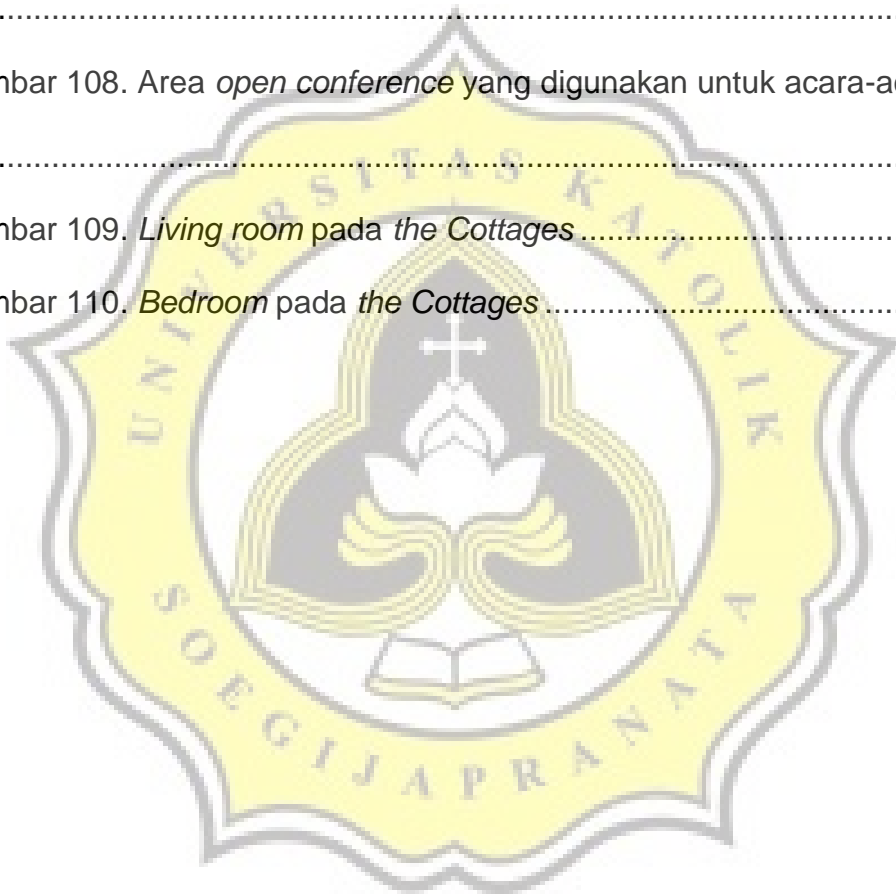 ........................................................................................................
mbar 108. Area open conference yang digunakan untuk acara-a
........................................................................................................
mbar 109. Living room pada the Cottages.....................................
mbar 110. Bedroom pada the Cottages.........................................
UNIVERSITAS KATOLIK
SOEGIJAPRANATA